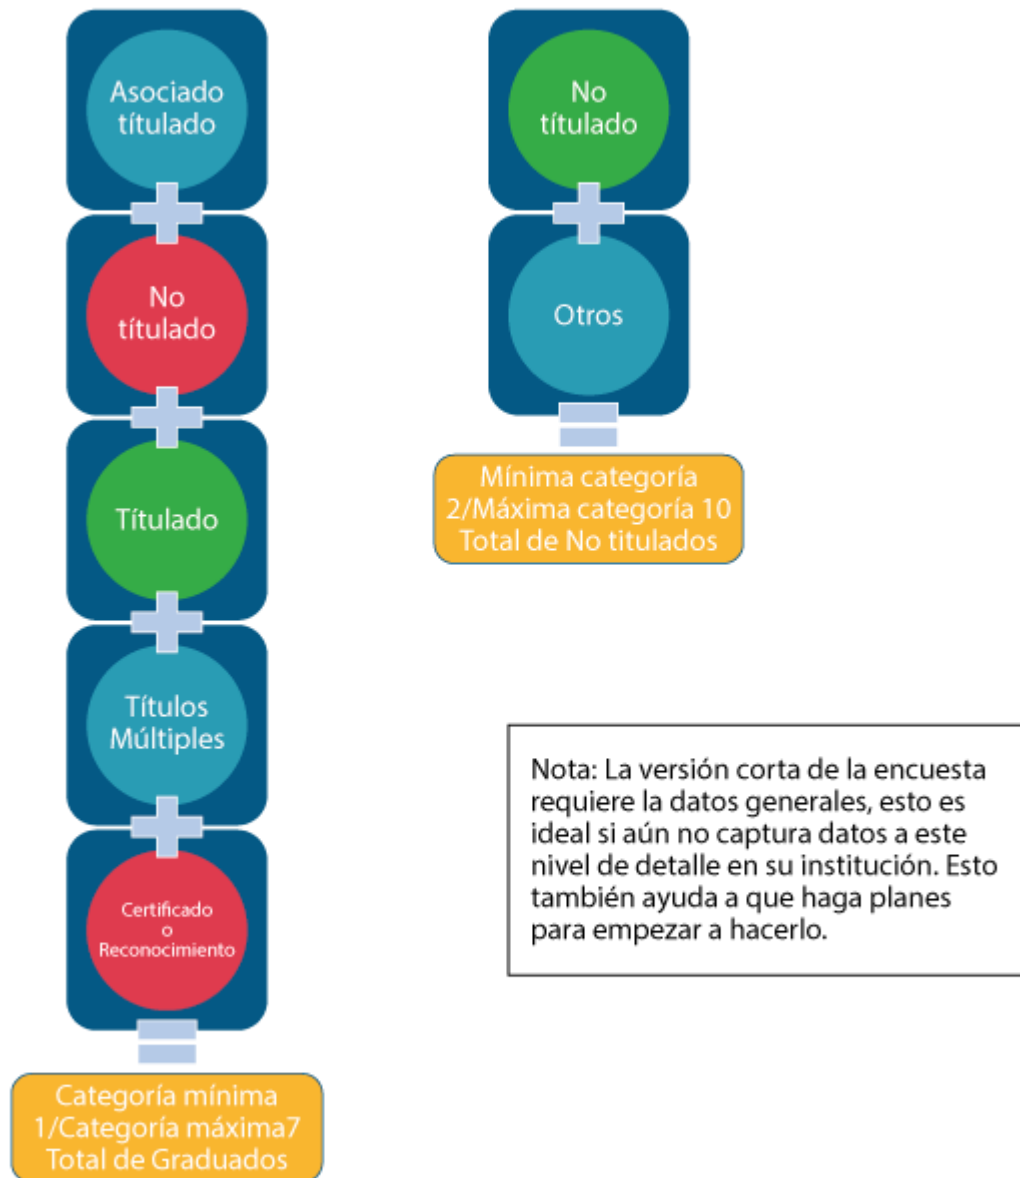 Asociado
títulado
No
títulado
Títulado
Títulos
Múltiples
Certificado
o
Reconocimiento
Categoría mínima
1/Categoría máxima7
Total de Graduados
No
títulado
Otros
Mínima categoría
2/Máxima categoría 10
Total de No titulados
Nota: La versión corta de la encuesta
requiere la datos generales, esto es
ideal si aún no captura datos a este
nivel de detalle en su institución. Esto
también ayuda a que haga planes
para empezar a hacerlo.